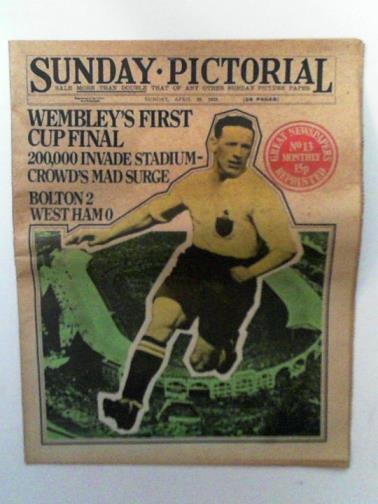 SUNDAY·PICTORIAL
SALE MORE THAN DOUBLE THAT OF ANY OTHER SUNDAY PICTURE PAPER
SUNDAY, APRIL 29, 1923.
(28 PAGES)
WEMBLEY'S FIRST
CUP FINAL
200,000 INVADE STADIUM-
CROWD'S MAD SURGE
BOLTON 2
WEST HAM 0
GREAT NEWSPAPERS
Nº 13
MONTHLY
15p
REPRINTED